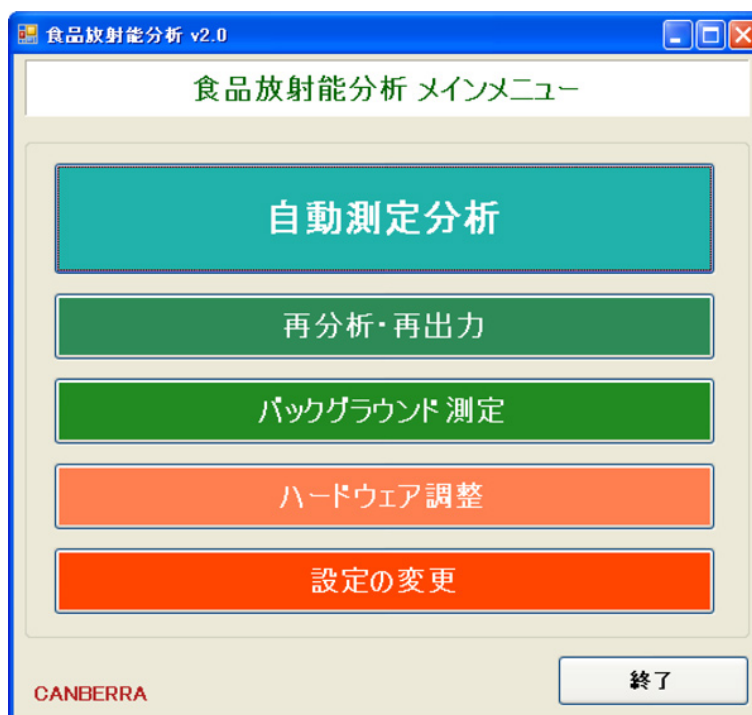 食品放射能分析 v2.0
食品放射能分析 メインメニュー
自動測定分析
再分析・再出力
バックグラウンド測定
ハードウェア調整
設定の変更
終了
CANBERRA